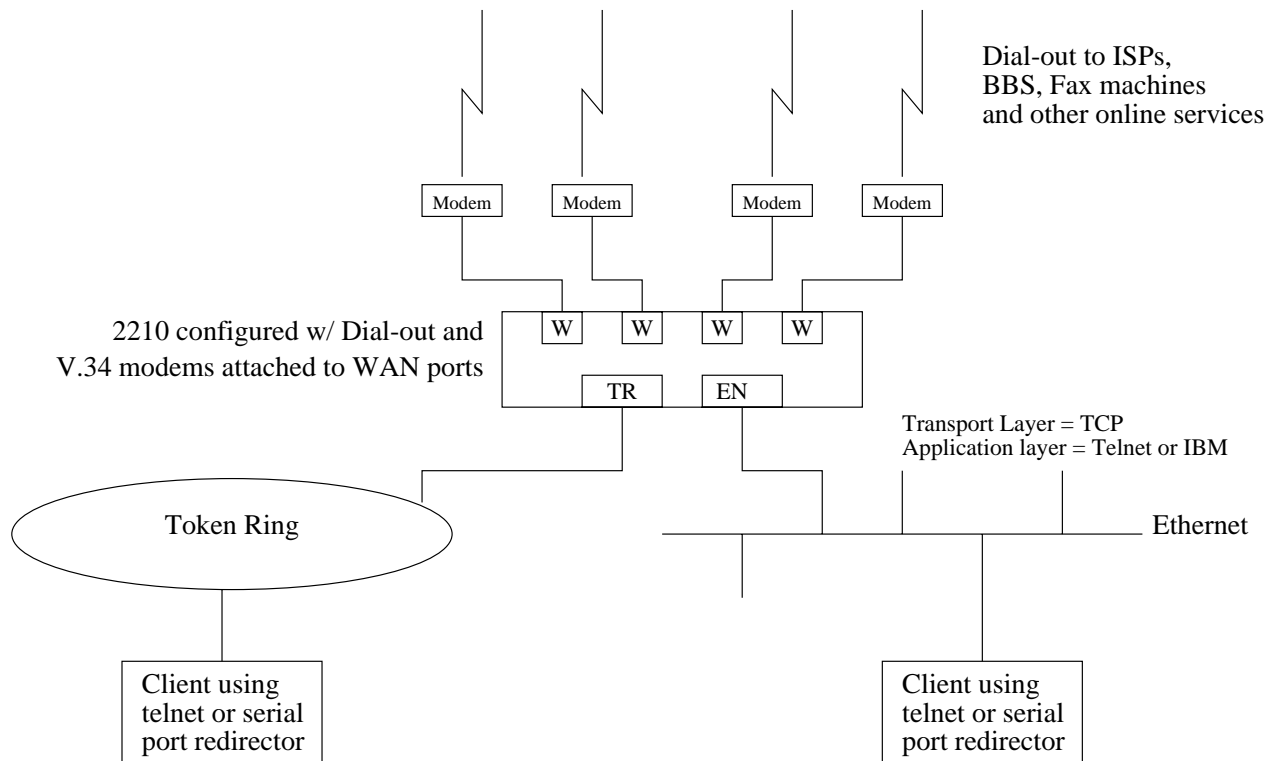 Dial-out to ISPs,
BBS, Fax machines
and other online services
Modem
Modem
Modem
Modem
2210 configured w/ Dial-out and
V.34 modems attached to WAN ports
W
W
W
W
TR
EN
Transport Layer = TCP
Application layer = Telnet or IBM
Token Ring
Ethernet
Client using
telnet or serial
port redirector
Client using
telnet or serial
port redirector